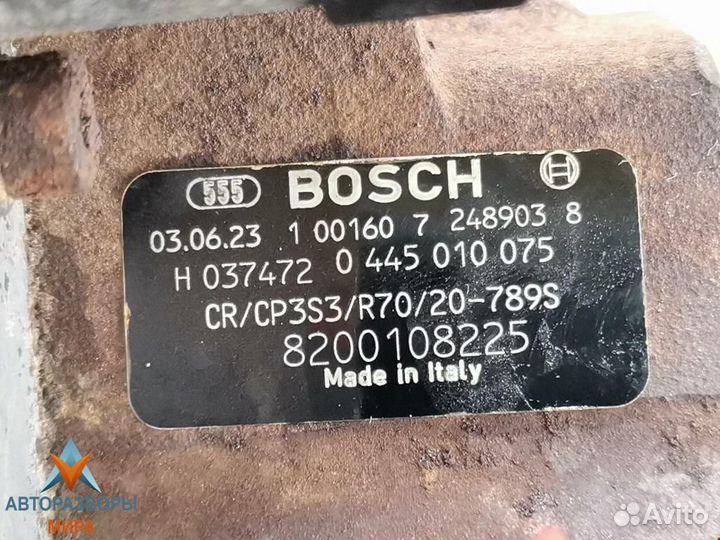 555 BOSCH
03.06.23 1 00160 7 248903 8
H 037472 0 445 010 075
CR/CP3S3/R70/20-789S
8200108225
Made in Italy
АВТОРАЗБОРЫ
МИРА
Avito